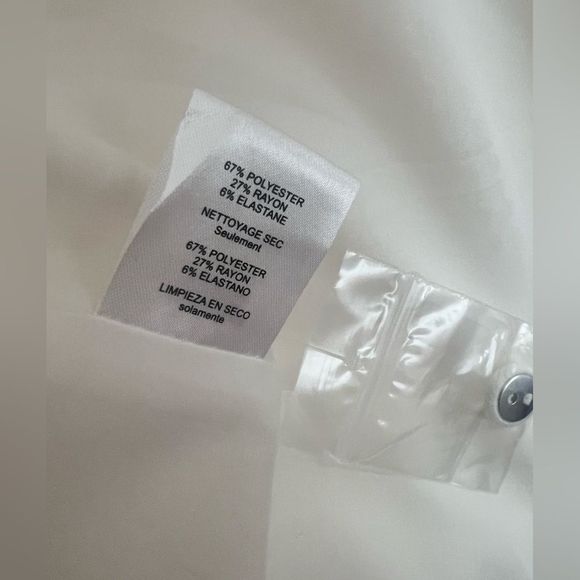 67% POLYESTER
27% RAYON
6% ELASTANE
NETTOYAGE SEC
Seulement
67% POLYESTER
27% RAYON
6% ELASTANO
LIMPIEZA EN SECO
solamente